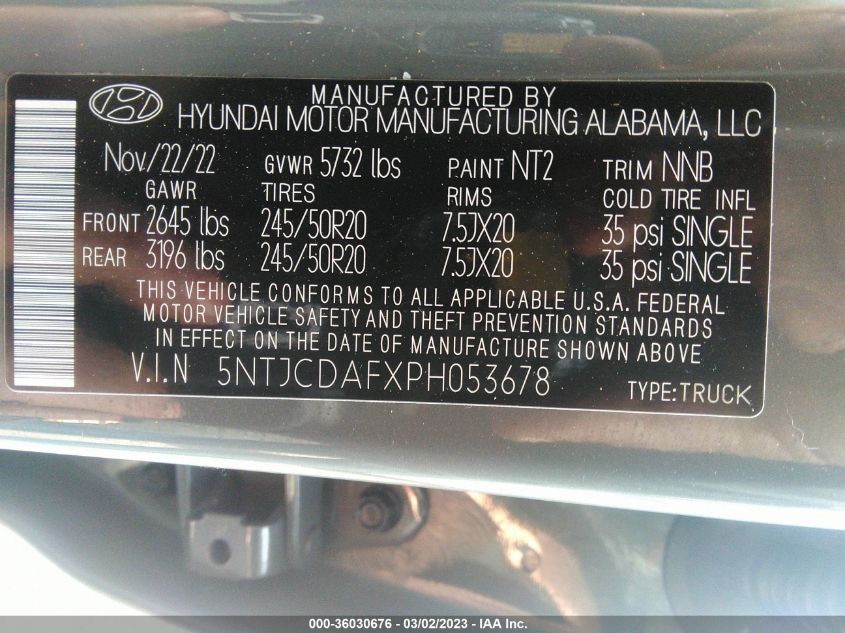 MANUFACTURED BY
HYUNDAI MOTOR MANUFACTURING ALABAMA, LLC
Nov/22/22 GVWR 5732 lbs PAINT NT2 TRIM NNB
GAWR TIRES RIMS COLD TIRE INFL
FRONT 2645 lbs 245/50R20 7.5JX20 35 psi SINGLE
REAR 3196 lbs 245/50R20 7.5JX20 35 psi SINGLE
THIS VEHICLE CONFORMS TO ALL APPLICABLE U.S.A. FEDERAL
MOTOR VEHICLE SAFETY AND THEFT PREVENTION STANDARDS
IN EFFECT ON THE DATE OF MANUFACTURE SHOWN ABOVE
V.I.N 5NTJCDAFXPH053678 TYPE:TRUCK
000-36030676 - 03/02/2023 - IAA Inc.